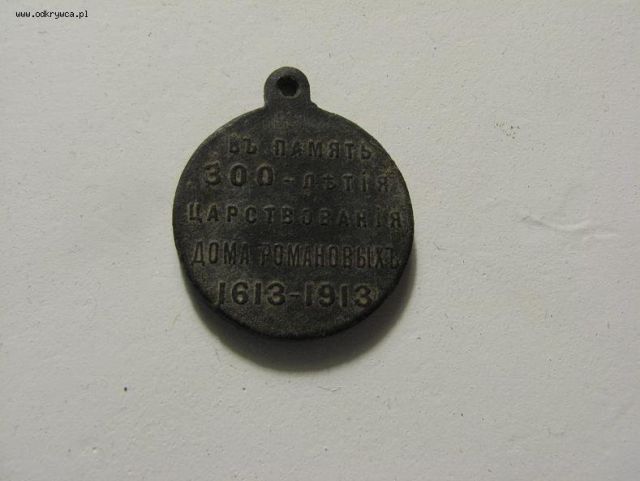 www.odkrywca.pl
ВЪ ПАМЯТЬ
300-ЛѢТІЯ
ЦАРСТВОВАНІЯ
ДОМА РОМАНОВЫХЪ
1613-1913